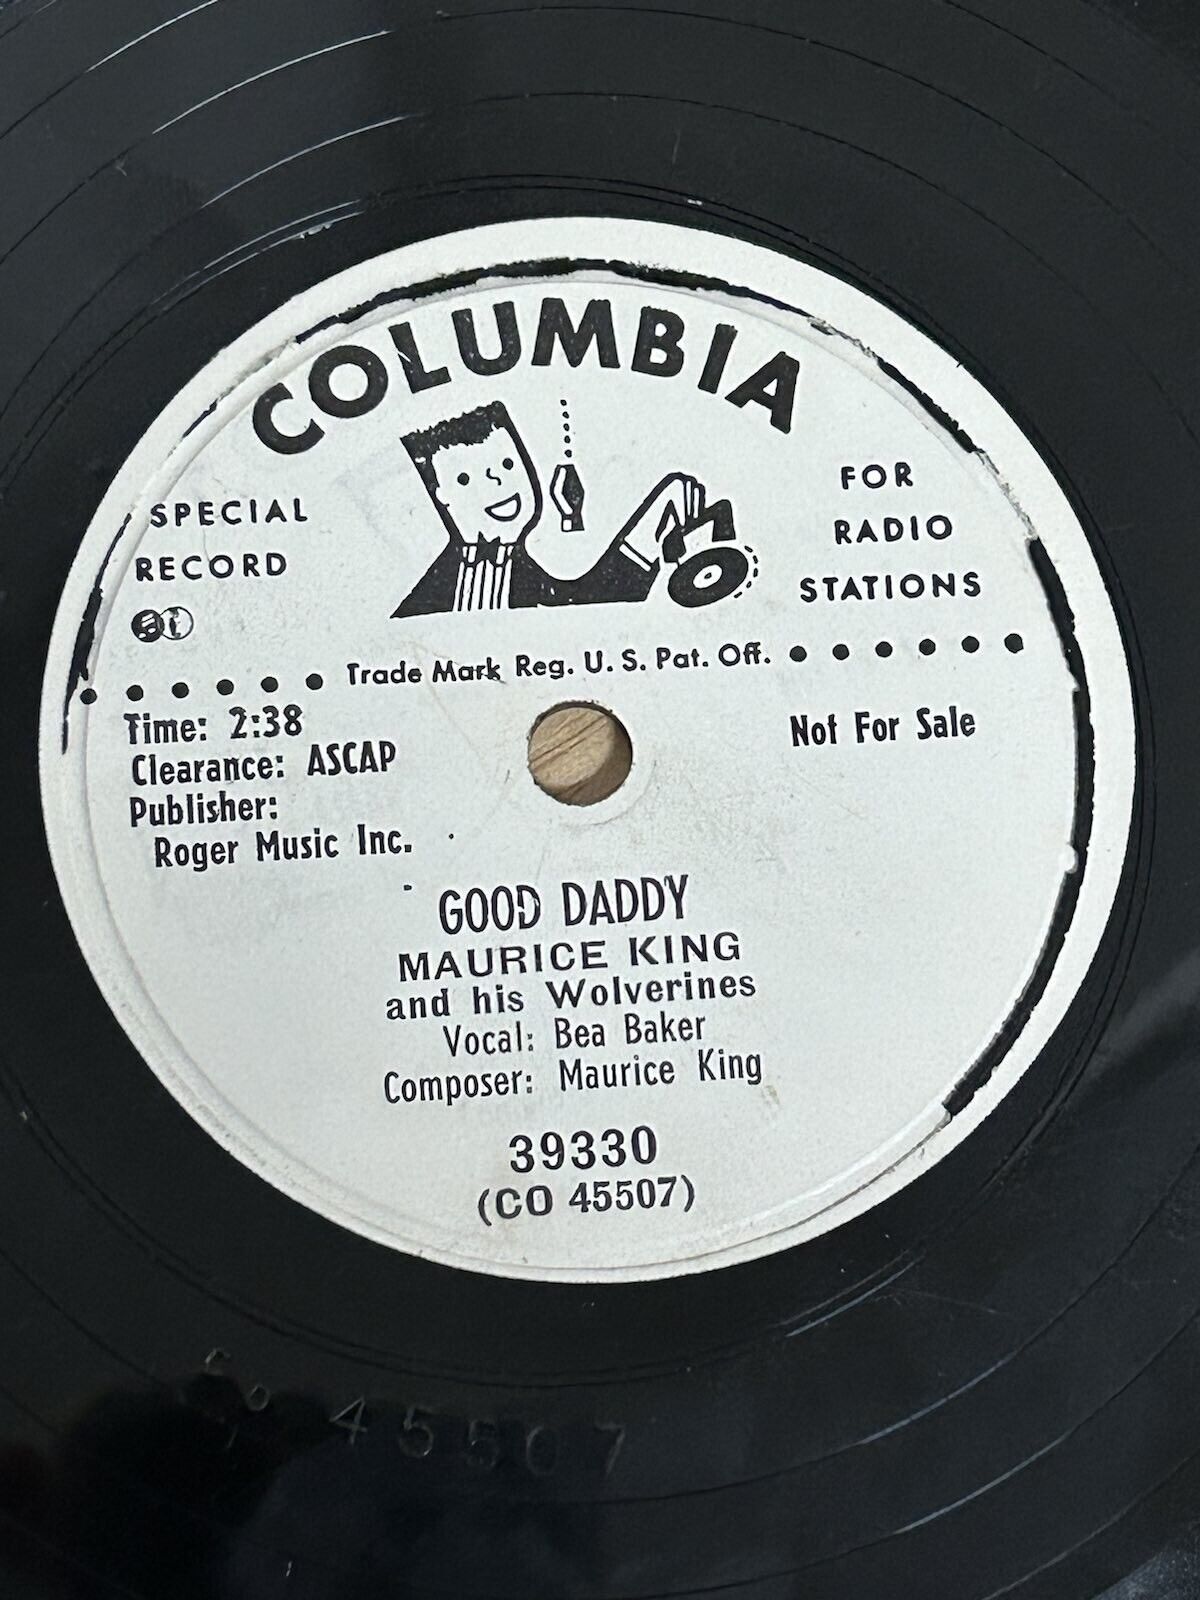 COLUMBIA
SPECIAL
RECORD
FOR
RADIO
STATIONS
Trade Mark Reg. U. S. Pat. Off.
Time: 2:38
Clearance: ASCAP
Publisher:
Roger Music Inc.
Not For Sale
GOOD DADDY
MAURICE KING
and his Wolverines
Vocal: Bea Baker
Composer: Maurice King
39330
(CO 45507)
CO 45507